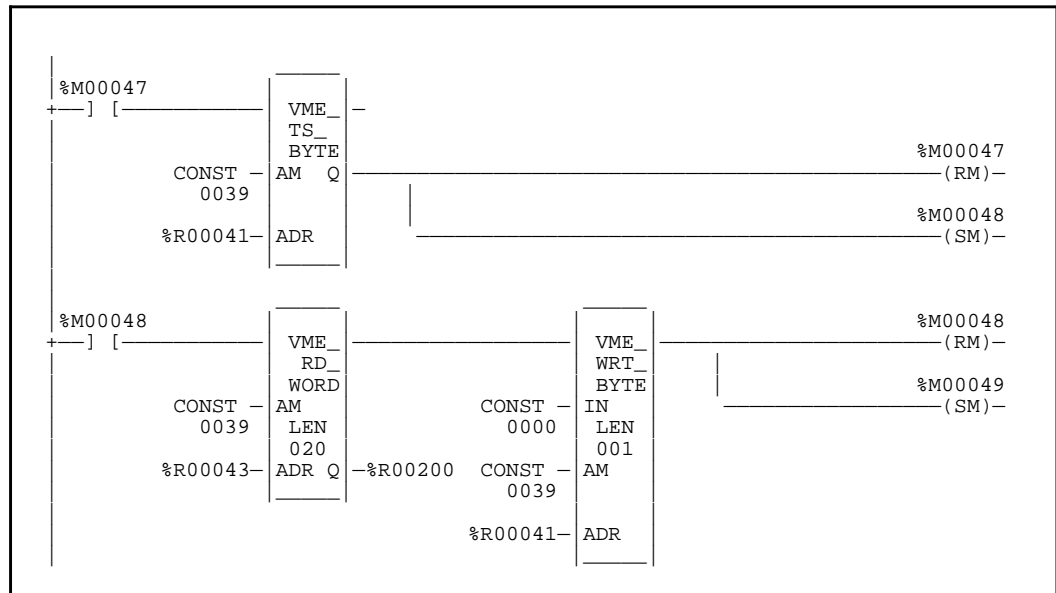 %M00047
] [ VME_
TS_
BYTE %M00047
CONST AM Q (RM)
0039
%M00048
%R00041 ADR (SM)
%M00048 %M00048
] [ VME_ VME_ (RM)
RD_ WRT_
WORD BYTE %M00049
CONST AM CONST IN (SM)
0039 LEN 0000 LEN
020 001
%R00043 ADR Q %R00200 CONST AM
0039
%R00041 ADR